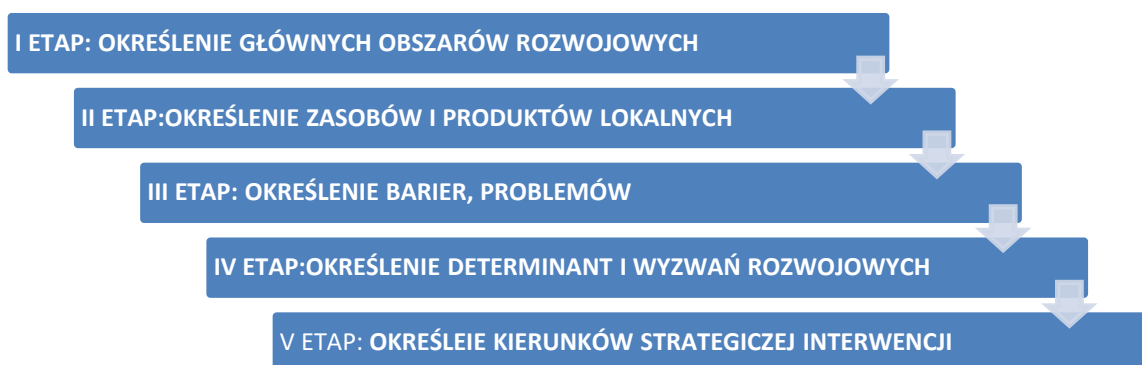 I ETAP: OKREŚLENIE GŁÓWNYCH OBSZARÓW ROZWOJOWYCH
II ETAP:OKREŚLENIE ZASOBÓW I PRODUKTÓW LOKALNYCH
III ETAP: OKREŚLENIE BARIER, PROBLEMÓW
IV ETAP:OKREŚLENIE DETERMINANT I WYZWAŃ ROZWOJOWYCH
V ETAP: OKREŚLEIE KIERUNKÓW STRATEGICZEJ INTERWENCJI